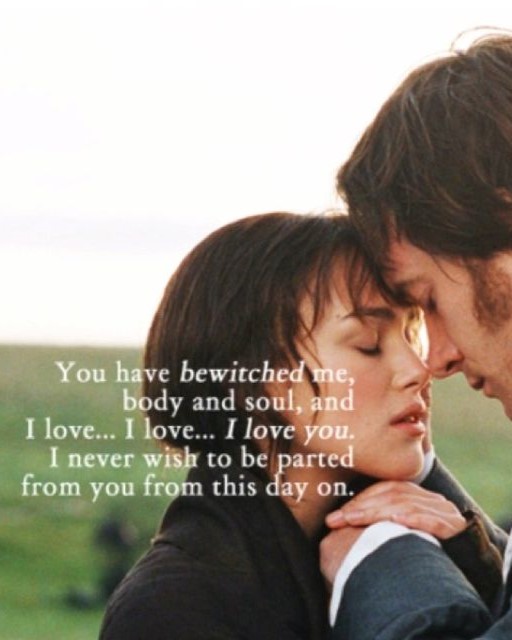 You have bewitched me,
body and soul, and
I love... I love... I love you.
I never wish to be parted
from you from this day on.